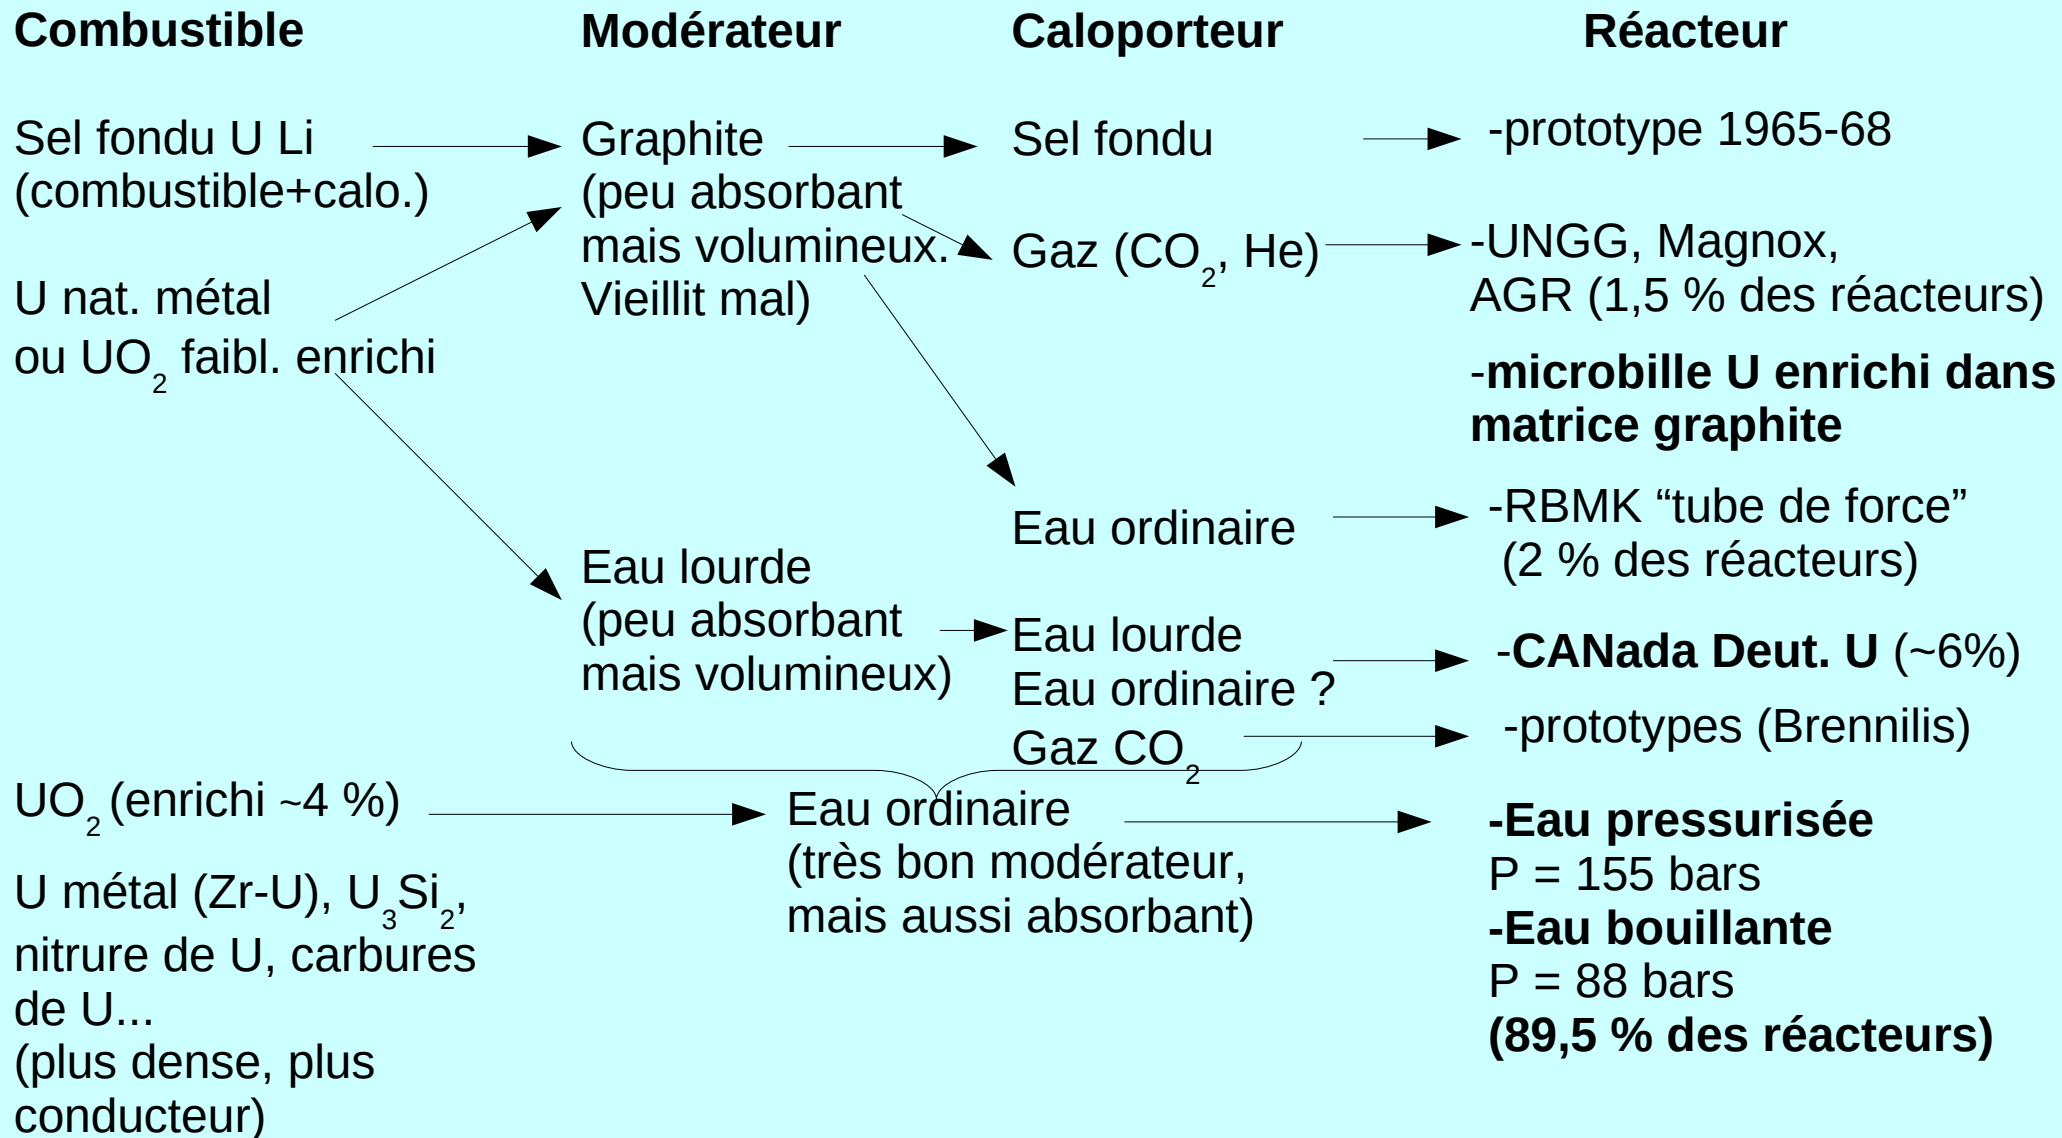 Combustible
Modérateur
Caloporteur
Réacteur
Sel fondu U Li
(combustible+calo.)
U nat. métal
ou UO2 faibl. enrichi
UO2 (enrichi ~4 %)
U métal (Zr-U), U3Si2,
nitrure de U, carbures
de U...
(plus dense, plus
conducteur)
Graphite
(peu absorbant
mais volumineux.
Vieillit mal)
Eau lourde
(peu absorbant
mais volumineux)
Sel fondu
Gaz (CO2, He)
Eau ordinaire
Eau lourde
Eau ordinaire ?
Gaz CO2
Eau ordinaire
(très bon modérateur,
mais aussi absorbant)
-prototype 1965-68
-UNGG, Magnox,
AGR (1,5 % des réacteurs)
-microbille U enrichi dans
matrice graphite
-RBMK “tube de force”
(2 % des réacteurs)
-CANada Deut. U (~6%)
-prototypes (Brennilis)
-Eau pressurisée
P = 155 bars
-Eau bouillante
P = 88 bars
(89,5 % des réacteurs)